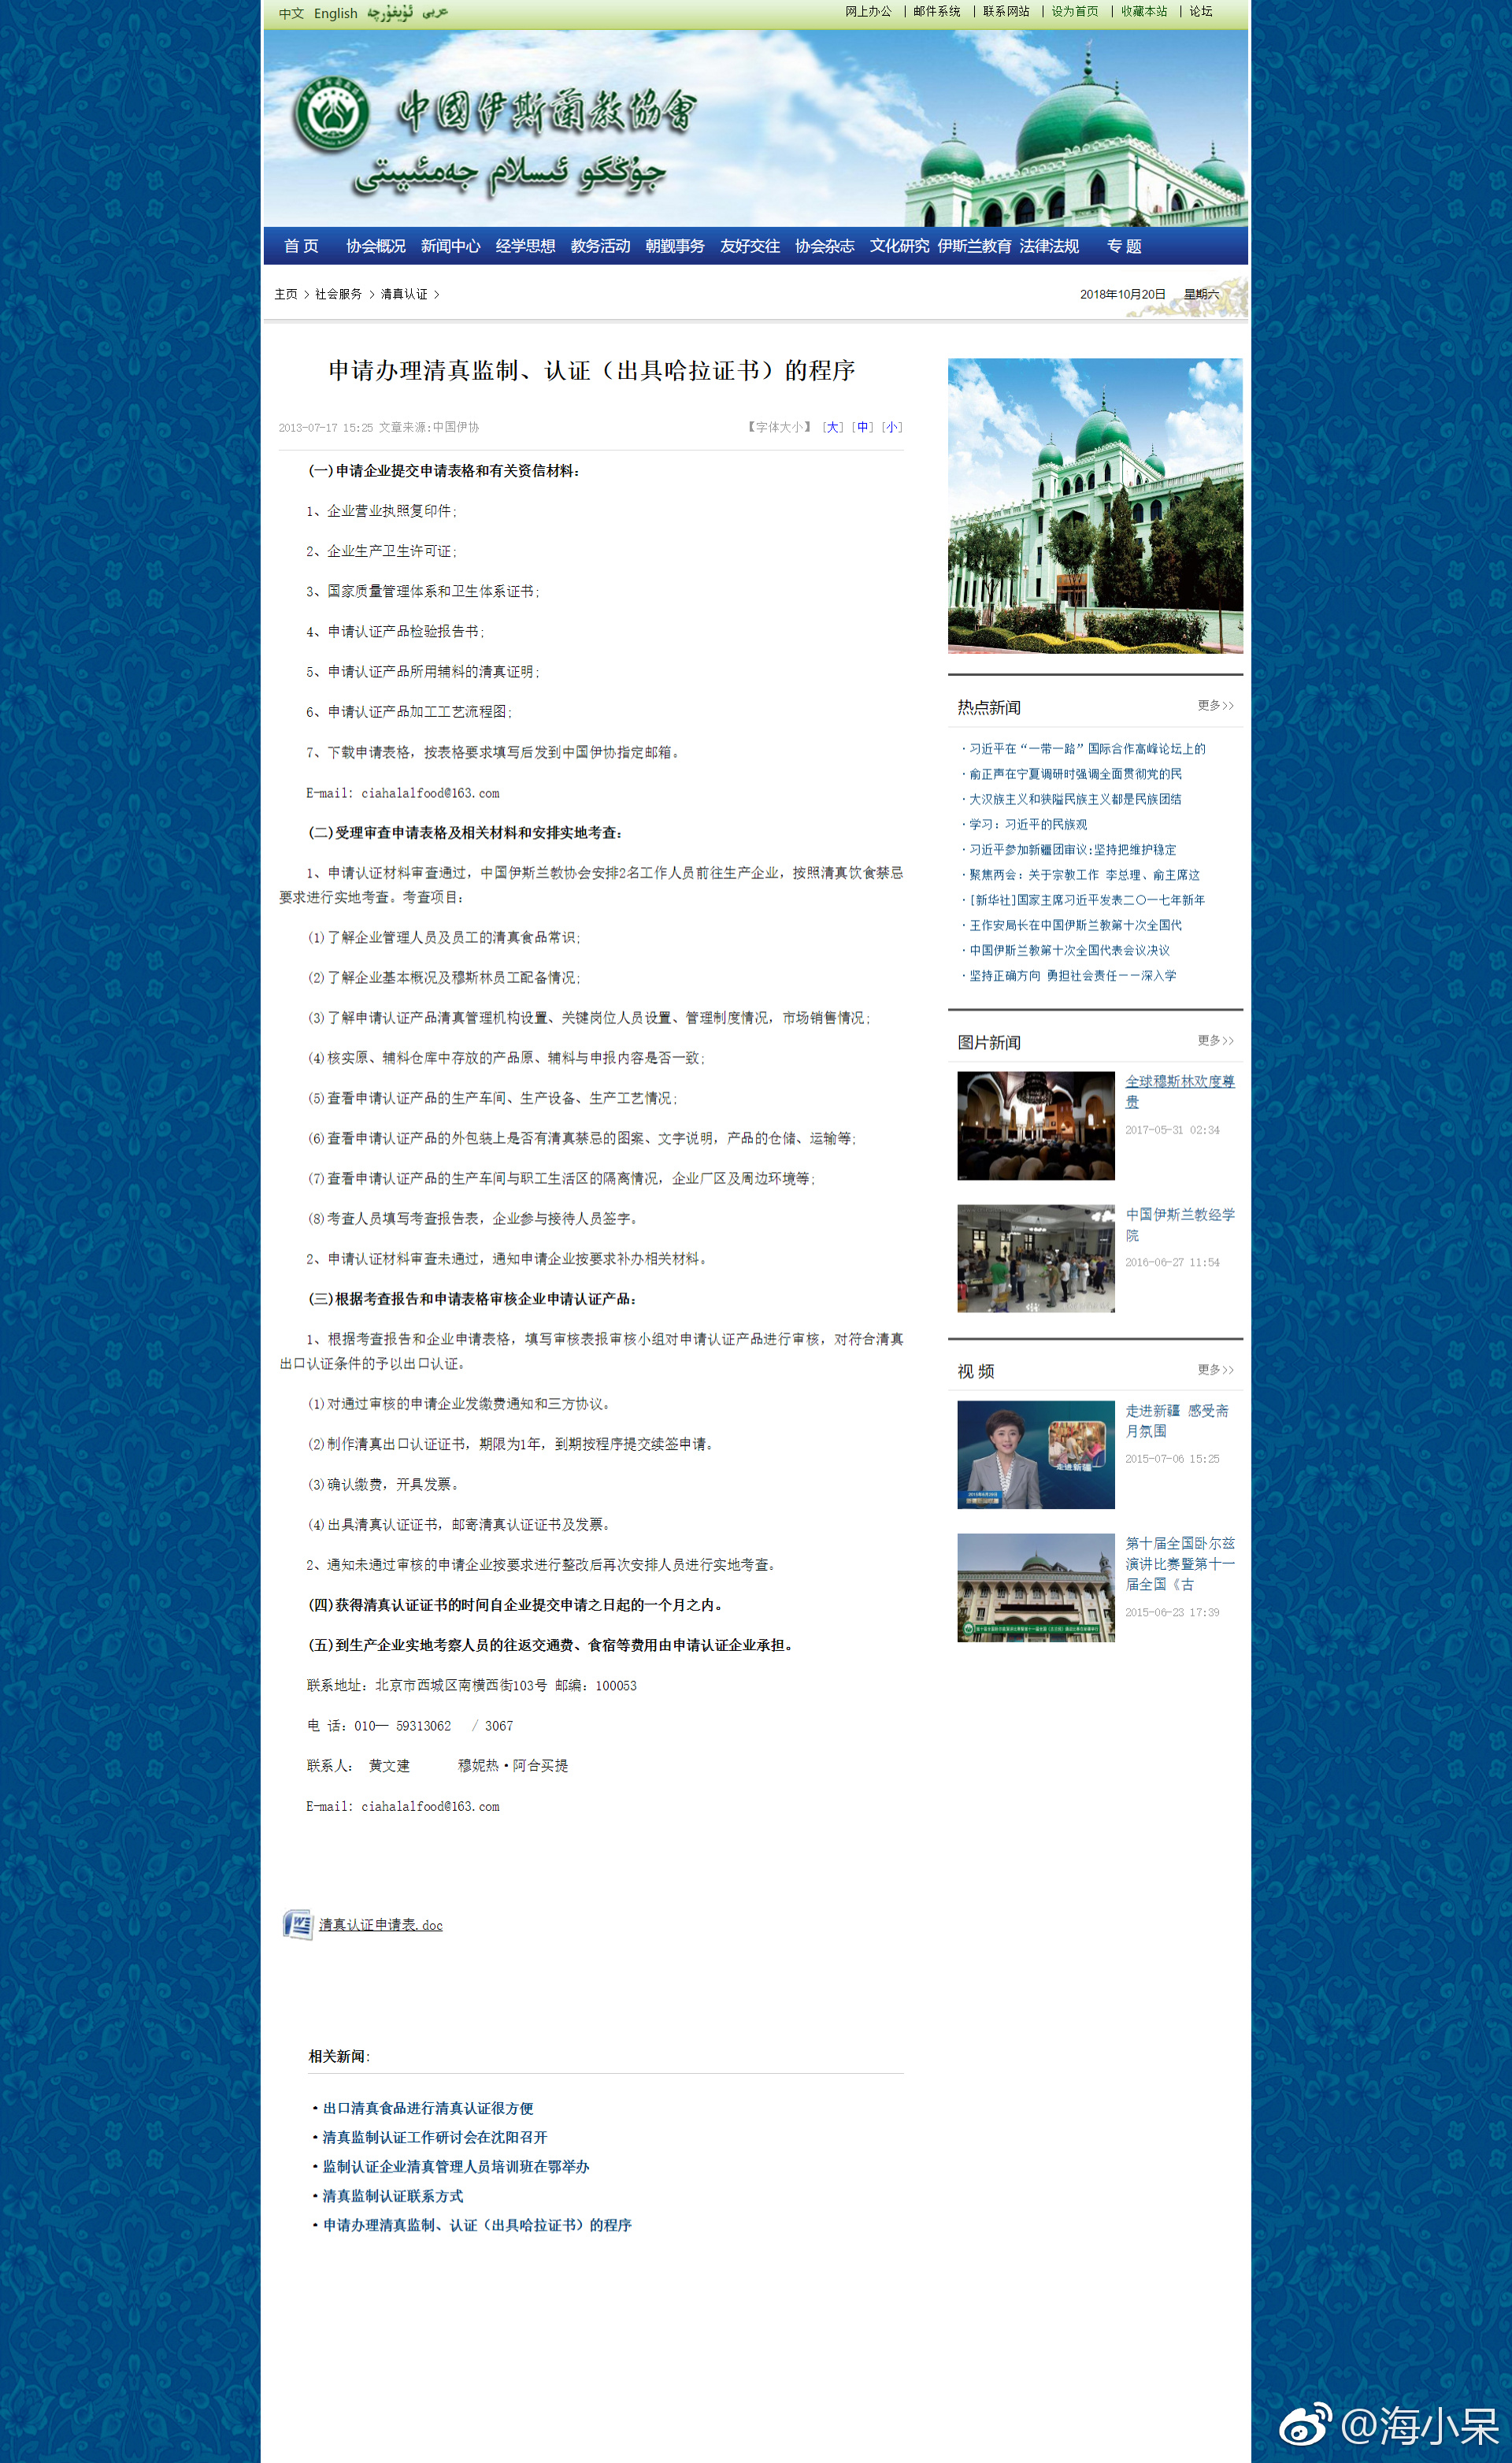 中文 English ئۇيغۇرچە عربي
网上办公 | 邮件系统 | 联系网站 | 设为首页 | 收藏本站 | 论坛
中國伊斯蘭教協會
جۇڭگو ئىسلام جەمئىيىتى
首 页 协会概况 新闻中心 经学思想 教务活动 朝觐事务 友好交往 协会杂志 文化研究 伊斯兰教育 法律法规 专 题
主页 > 社会服务 > 清真认证 >
2018年10月20日 星期六
申请办理清真监制、认证（出具哈拉证书）的程序
2013-07-17 15:25 文章来源:中国伊协
【字体大小】 [大] [中] [小]
(一)申请企业提交申请表格和有关资信材料：
1、企业营业执照复印件；
2、企业生产卫生许可证；
3、国家质量管理体系和卫生体系证书；
4、申请认证产品检验报告书；
5、申请认证产品所用辅料的清真证明；
6、申请认证产品加工工艺流程图；
7、下载申请表格，按表格要求填写后发到中国伊协指定邮箱。
E-mail: ciahalalfood@163.com
(二)受理审查申请表格及相关材料和安排实地考查：
1、申请认证材料审查通过，中国伊斯兰教协会安排2名工作人员前往生产企业，按照清真饮食禁忌
要求进行实地考查。考查项目：
(1)了解企业管理人员及员工的清真食品常识；
(2)了解企业基本概况及穆斯林员工配备情况；
(3)了解申请认证产品清真管理机构设置、关键岗位人员设置、管理制度情况，市场销售情况；
(4)核实原、辅料仓库中存放的产品原、辅料与申报内容是否一致；
(5)查看申请认证产品的生产车间、生产设备、生产工艺情况；
(6)查看申请认证产品的外包装上是否有清真禁忌的图案、文字说明，产品的仓储、运输等；
(7)查看申请认证产品的生产车间与职工生活区的隔离情况，企业厂区及周边环境等；
(8)考查人员填写考查报告表，企业参与接待人员签字。
2、申请认证材料审查未通过，通知申请企业按要求补办相关材料。
(三)根据考查报告和申请表格审核企业申请认证产品：
1、根据考查报告和企业申请表格，填写审核表报审核小组对申请认证产品进行审核，对符合清真
出口认证条件的予以出口认证。
(1)对通过审核的申请企业发缴费通知和三方协议。
(2)制作清真出口认证证书，期限为1年，到期按程序提交续签申请。
(3)确认缴费，开具发票。
(4)出具清真认证证书，邮寄清真认证证书及发票。
2、通知未通过审核的申请企业按要求进行整改后再次安排人员进行实地考查。
(四)获得清真认证证书的时间自企业提交申请之日起的一个月之内。
(五)到生产企业实地考察人员的往返交通费、食宿等费用由申请认证企业承担。
联系地址：北京市西城区南横西街103号 邮编：100053
电 话：010— 59313062 / 3067
联系人： 黄文建 穆妮热·阿合买提
E-mail: ciahalalfood@163.com
清真认证申请表.doc
相关新闻：
·出口清真食品进行清真认证很方便
·清真监制认证工作研讨会在沈阳召开
·监制认证企业清真管理人员培训班在鄂举办
·清真监制认证联系方式
·申请办理清真监制、认证（出具哈拉证书）的程序
热点新闻 更多>>
·习近平在“一带一路”国际合作高峰论坛上的
·俞正声在宁夏调研时强调全面贯彻党的民
·大汉族主义和狭隘民族主义都是民族团结
·学习：习近平的民族观
·习近平参加新疆团审议:坚持把维护稳定
·聚焦两会：关于宗教工作 李总理、俞主席这
·[新华社]国家主席习近平发表二〇一七年新年
·王作安局长在中国伊斯兰教第十次全国代
·中国伊斯兰教第十次全国代表会议决议
·坚持正确方向 勇担社会责任——深入学
图片新闻 更多>>
全球穆斯林欢度尊
贵
2017-05-31 02:34
中国伊斯兰教经学
院
2016-06-27 11:54
视 频 更多>>
走进新疆
走进新疆 感受斋
月氛围
2015-07-06 15:25
第十届全国卧尔兹
演讲比赛暨第十一
届全国《古
2015-06-23 17:39
@海小呆